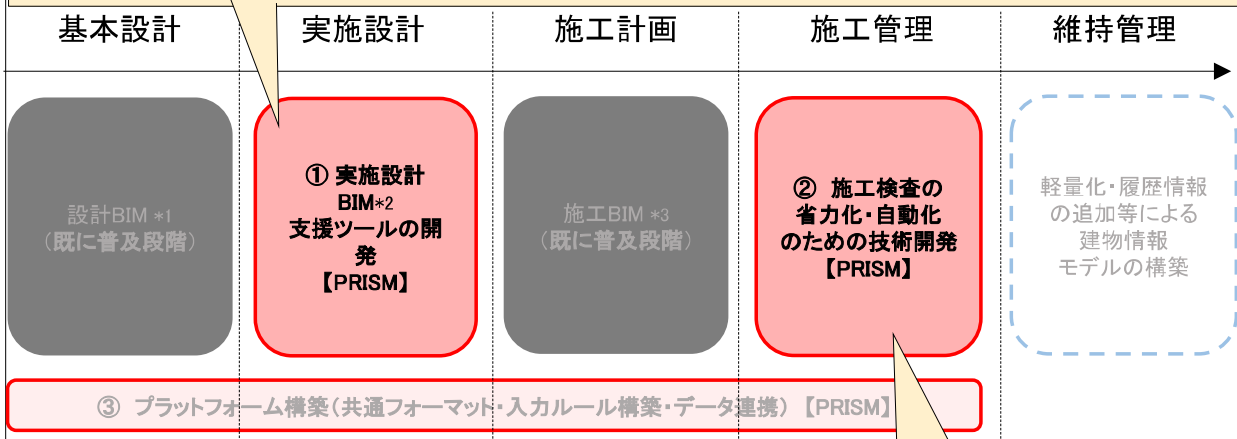 基本設計
実施設計
施工計画
施工管理
維持管理
設計BIM *1
(既に普及段階)
① 実施設計
BIM*2
支援ツールの開
発
【PRISM】
施工BIM *3
(既に普及段階)
② 施工検査の
省力化・自動化
のための技術開発
【PRISM】
軽量化・履歴情報
の追加等による
建物情報
モデルの構築
③ プラットフォーム構築(共通フォーマット・入力ルール構築・データ連携)【PRISM】